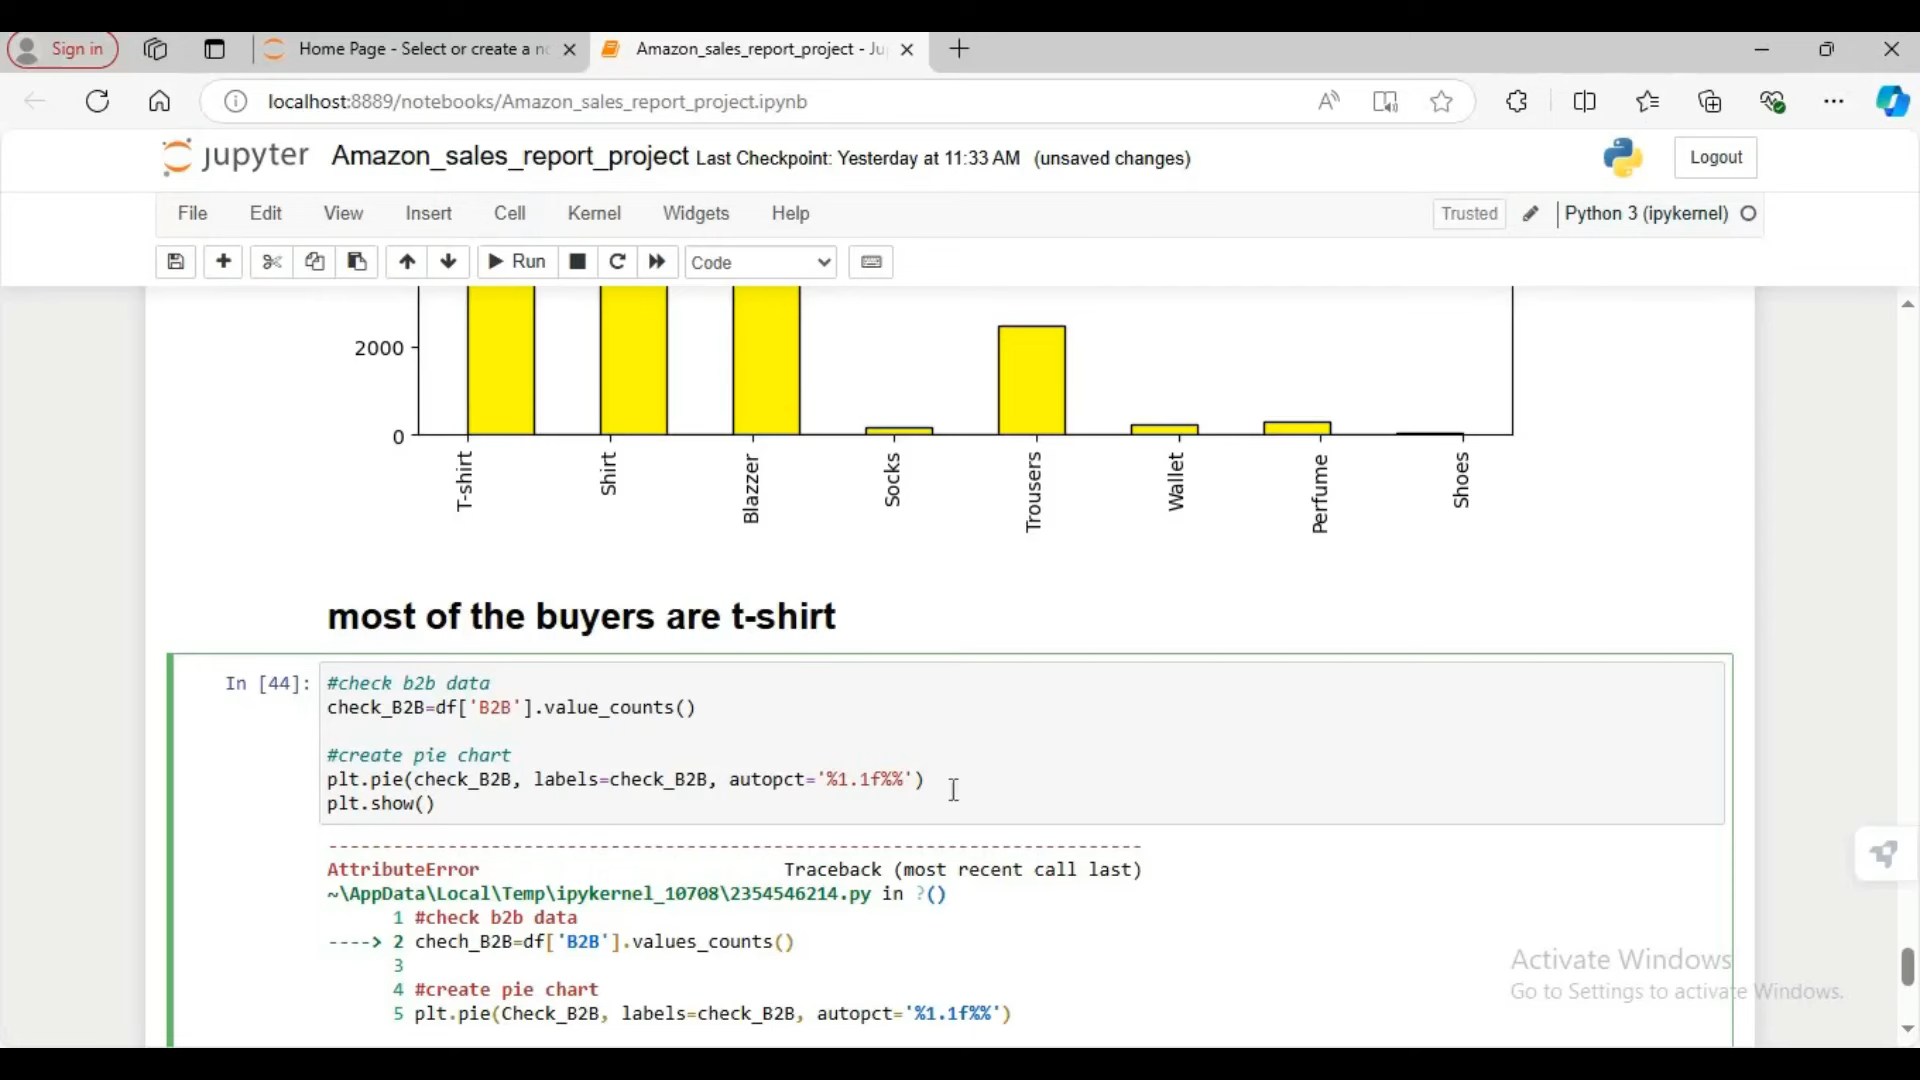 Sign in
Home Page - Select or create a n
Amazon_sales_report_project - Ju
localhost:8889/notebooks/Amazon_sales_report_project.ipynb
jupyter Amazon_sales_report_project Last Checkpoint: Yesterday at 11:33 AM (unsaved changes)
Logout
File Edit View Insert Cell Kernel Widgets Help
Trusted
Python 3 (ipykernel)
Run
Code
2000
0
T-shirt
Shirt
Blazzer
Socks
Trousers
Wallet
Perfume
Shoes
most of the buyers are t-shirt
In [44]:
#check b2b data
check_B2B=df['B2B'].value_counts()
#create pie chart
plt.pie(check_B2B, labels=check_B2B, autopct='%1.1f%%')
plt.show()
---------------------------------------------------------------------------
AttributeError Traceback (most recent call last)
~\AppData\Local\Temp\ipykernel_10708\2354546214.py in ?()
1 #check b2b data
----> 2 chech_B2B=df['B2B'].values_counts()
3
4 #create pie chart
5 plt.pie(Check_B2B, labels=check_B2B, autopct='%1.1f%%')
Activate Windows
Go to Settings to activate Windows.